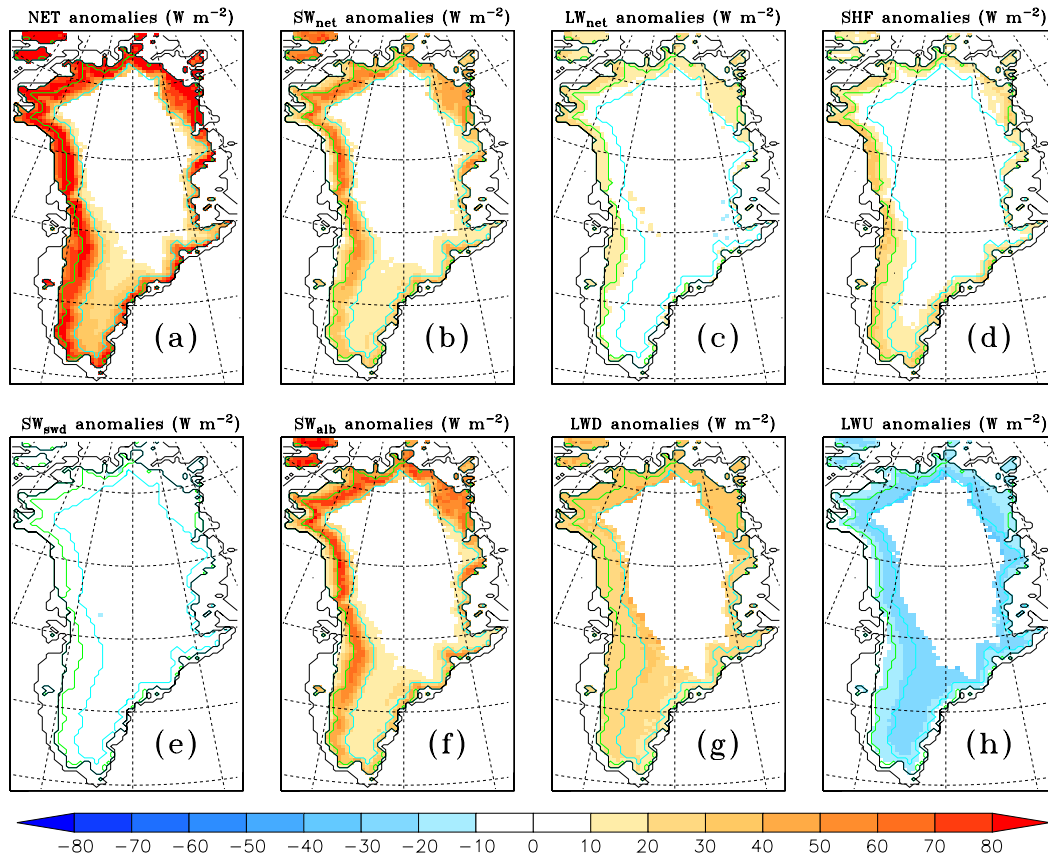 NET anomalies (W m−2) SWnet anomalies (W m−2) LWnet anomalies (W m−2) SHF anomalies (W m−2)
(a) (b) (c) (d)
SWswd anomalies (W m−2) SWalb anomalies (W m−2) LWD anomalies (W m−2) LWU anomalies (W m−2)
(e) (f) (g) (h)
−80 −70 −60 −50 −40 −30 −20 −10 0 10 20 30 40 50 60 70 80